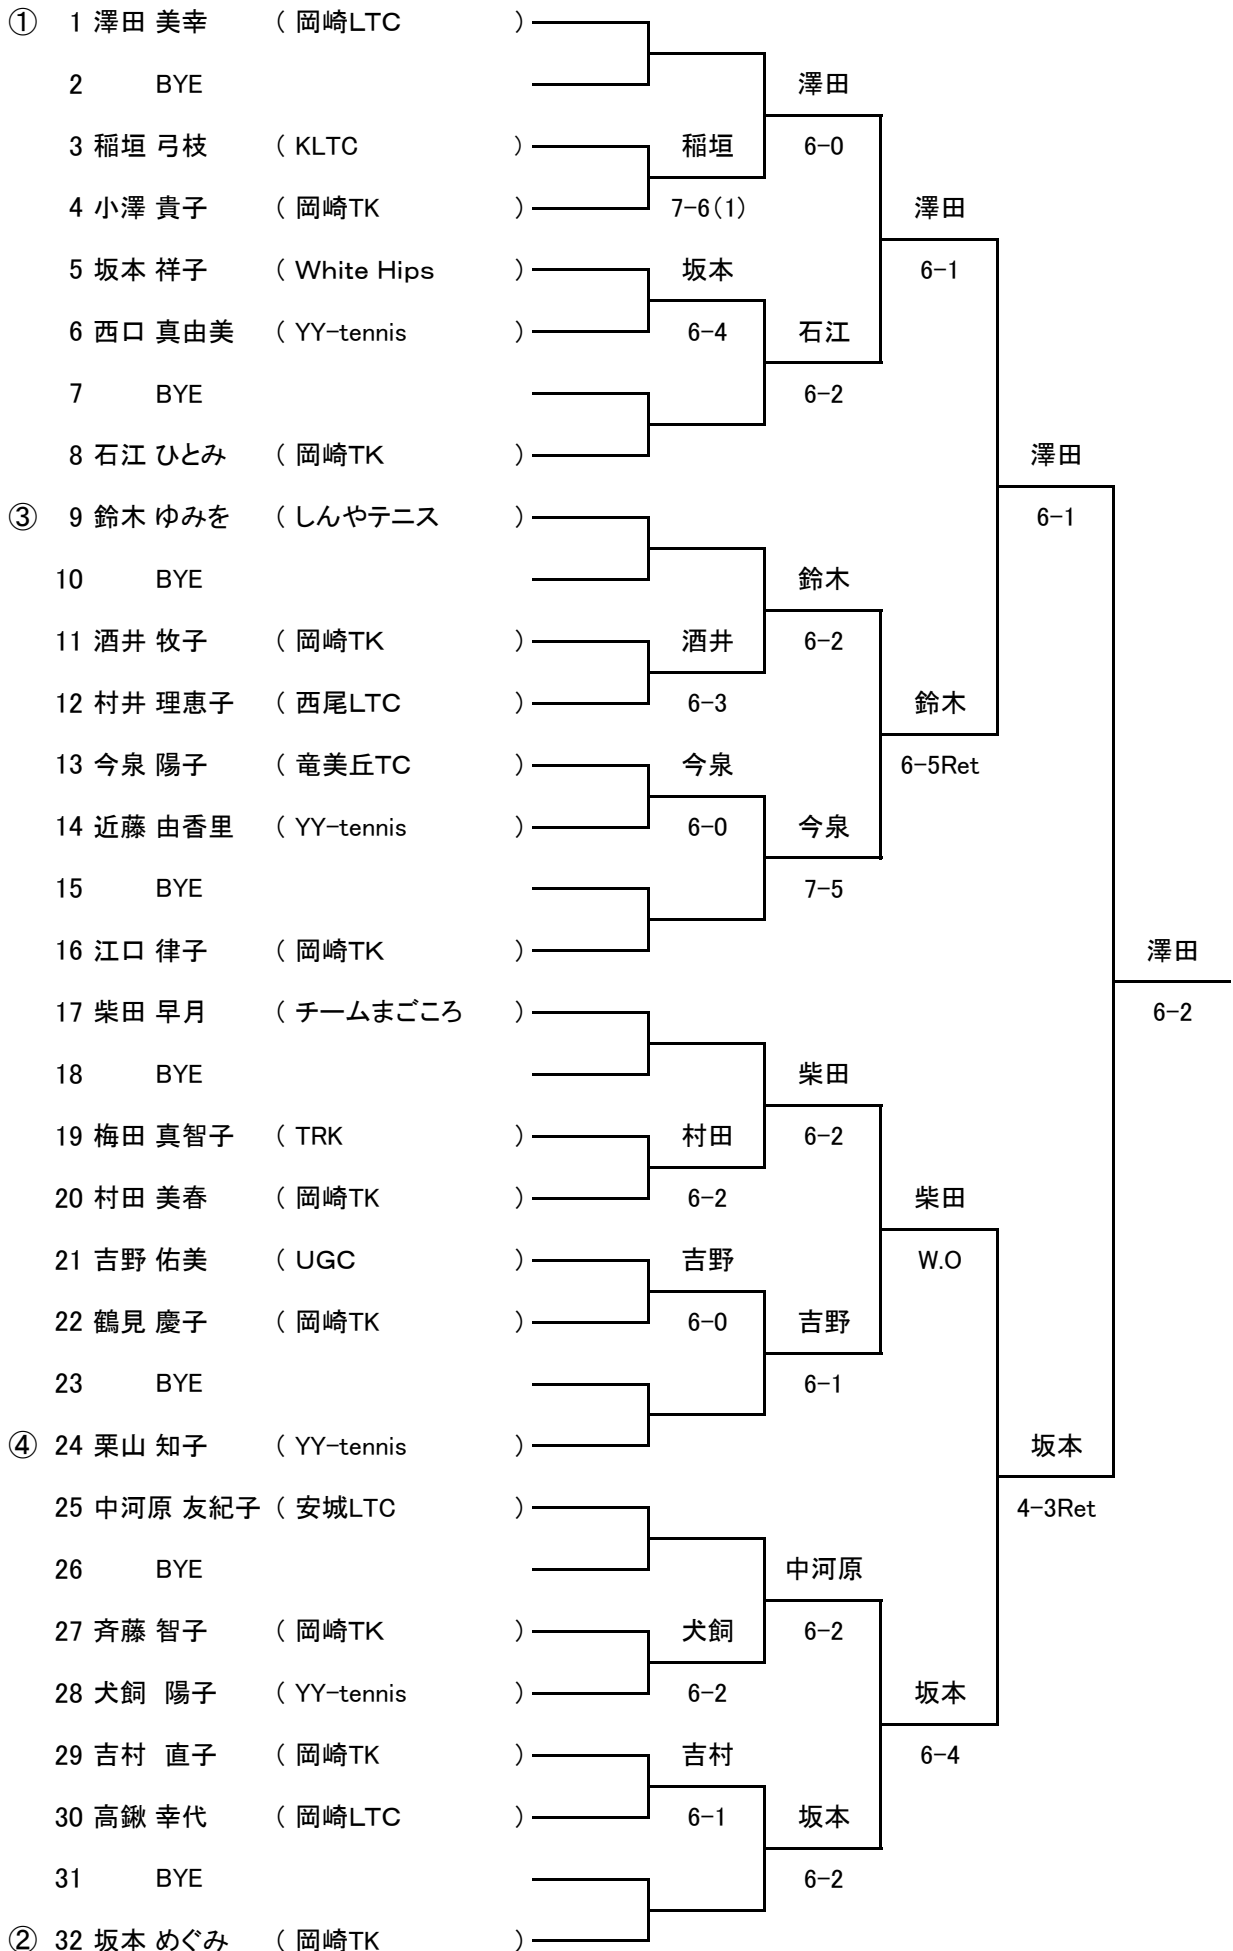 ① 1 澤田 美幸 ( 岡崎LTC )
2 BYE 澤田
3 稲垣 弓枝 ( KLTC ) 稲垣 6-0
4 小澤 貴子 ( 岡崎TK ) 7-6(1) 澤田
5 坂本 祥子 ( White Hips ) 坂本 6-1
6 西口 真由美 ( YY-tennis ) 6-4 石江
7 BYE 6-2
8 石江 ひとみ ( 岡崎TK ) 澤田
③ 9 鈴木 ゆみを ( しんやテニス ) 6-1
10 BYE 鈴木
11 酒井 牧子 ( 岡崎TK ) 酒井 6-2
12 村井 理恵子 ( 西尾LTC ) 6-3 鈴木
13 今泉 陽子 ( 竜美丘TC ) 今泉 6-5Ret
14 近藤 由香里 ( YY-tennis ) 6-0 今泉
15 BYE 7-5
16 江口 律子 ( 岡崎TK ) 澤田
17 柴田 早月 ( チームまごころ ) 6-2
18 BYE 柴田
19 梅田 真智子 ( TRK ) 村田 6-2
20 村田 美春 ( 岡崎TK ) 6-2 柴田
21 吉野 佑美 ( UGC ) 吉野 W.O
22 鶴見 慶子 ( 岡崎TK ) 6-0 吉野
23 BYE 6-1
④ 24 栗山 知子 ( YY-tennis ) 坂本
25 中河原 友紀子 ( 安城LTC ) 4-3Ret
26 BYE 中河原
27 斉藤 智子 ( 岡崎TK ) 犬飼 6-2
28 犬飼 陽子 ( YY-tennis ) 6-2 坂本
29 吉村 直子 ( 岡崎TK ) 吉村 6-4
30 高鍬 幸代 ( 岡崎LTC ) 6-1 坂本
31 BYE 6-2
② 32 坂本 めぐみ ( 岡崎TK )